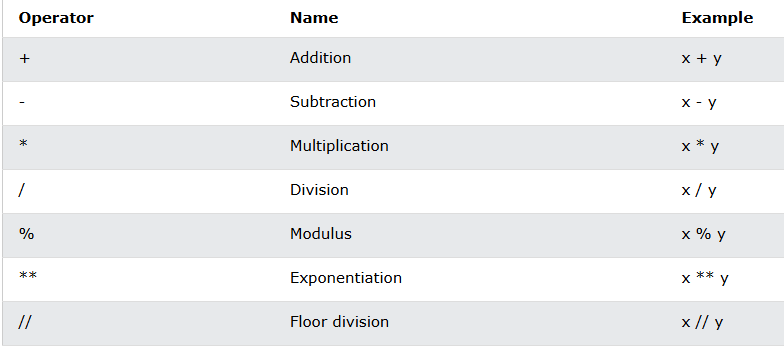 Operator Name Example
+ Addition x + y
- Subtraction x - y
* Multiplication x * y
/ Division x / y
% Modulus x % y
** Exponentiation x ** y
// Floor division x // y